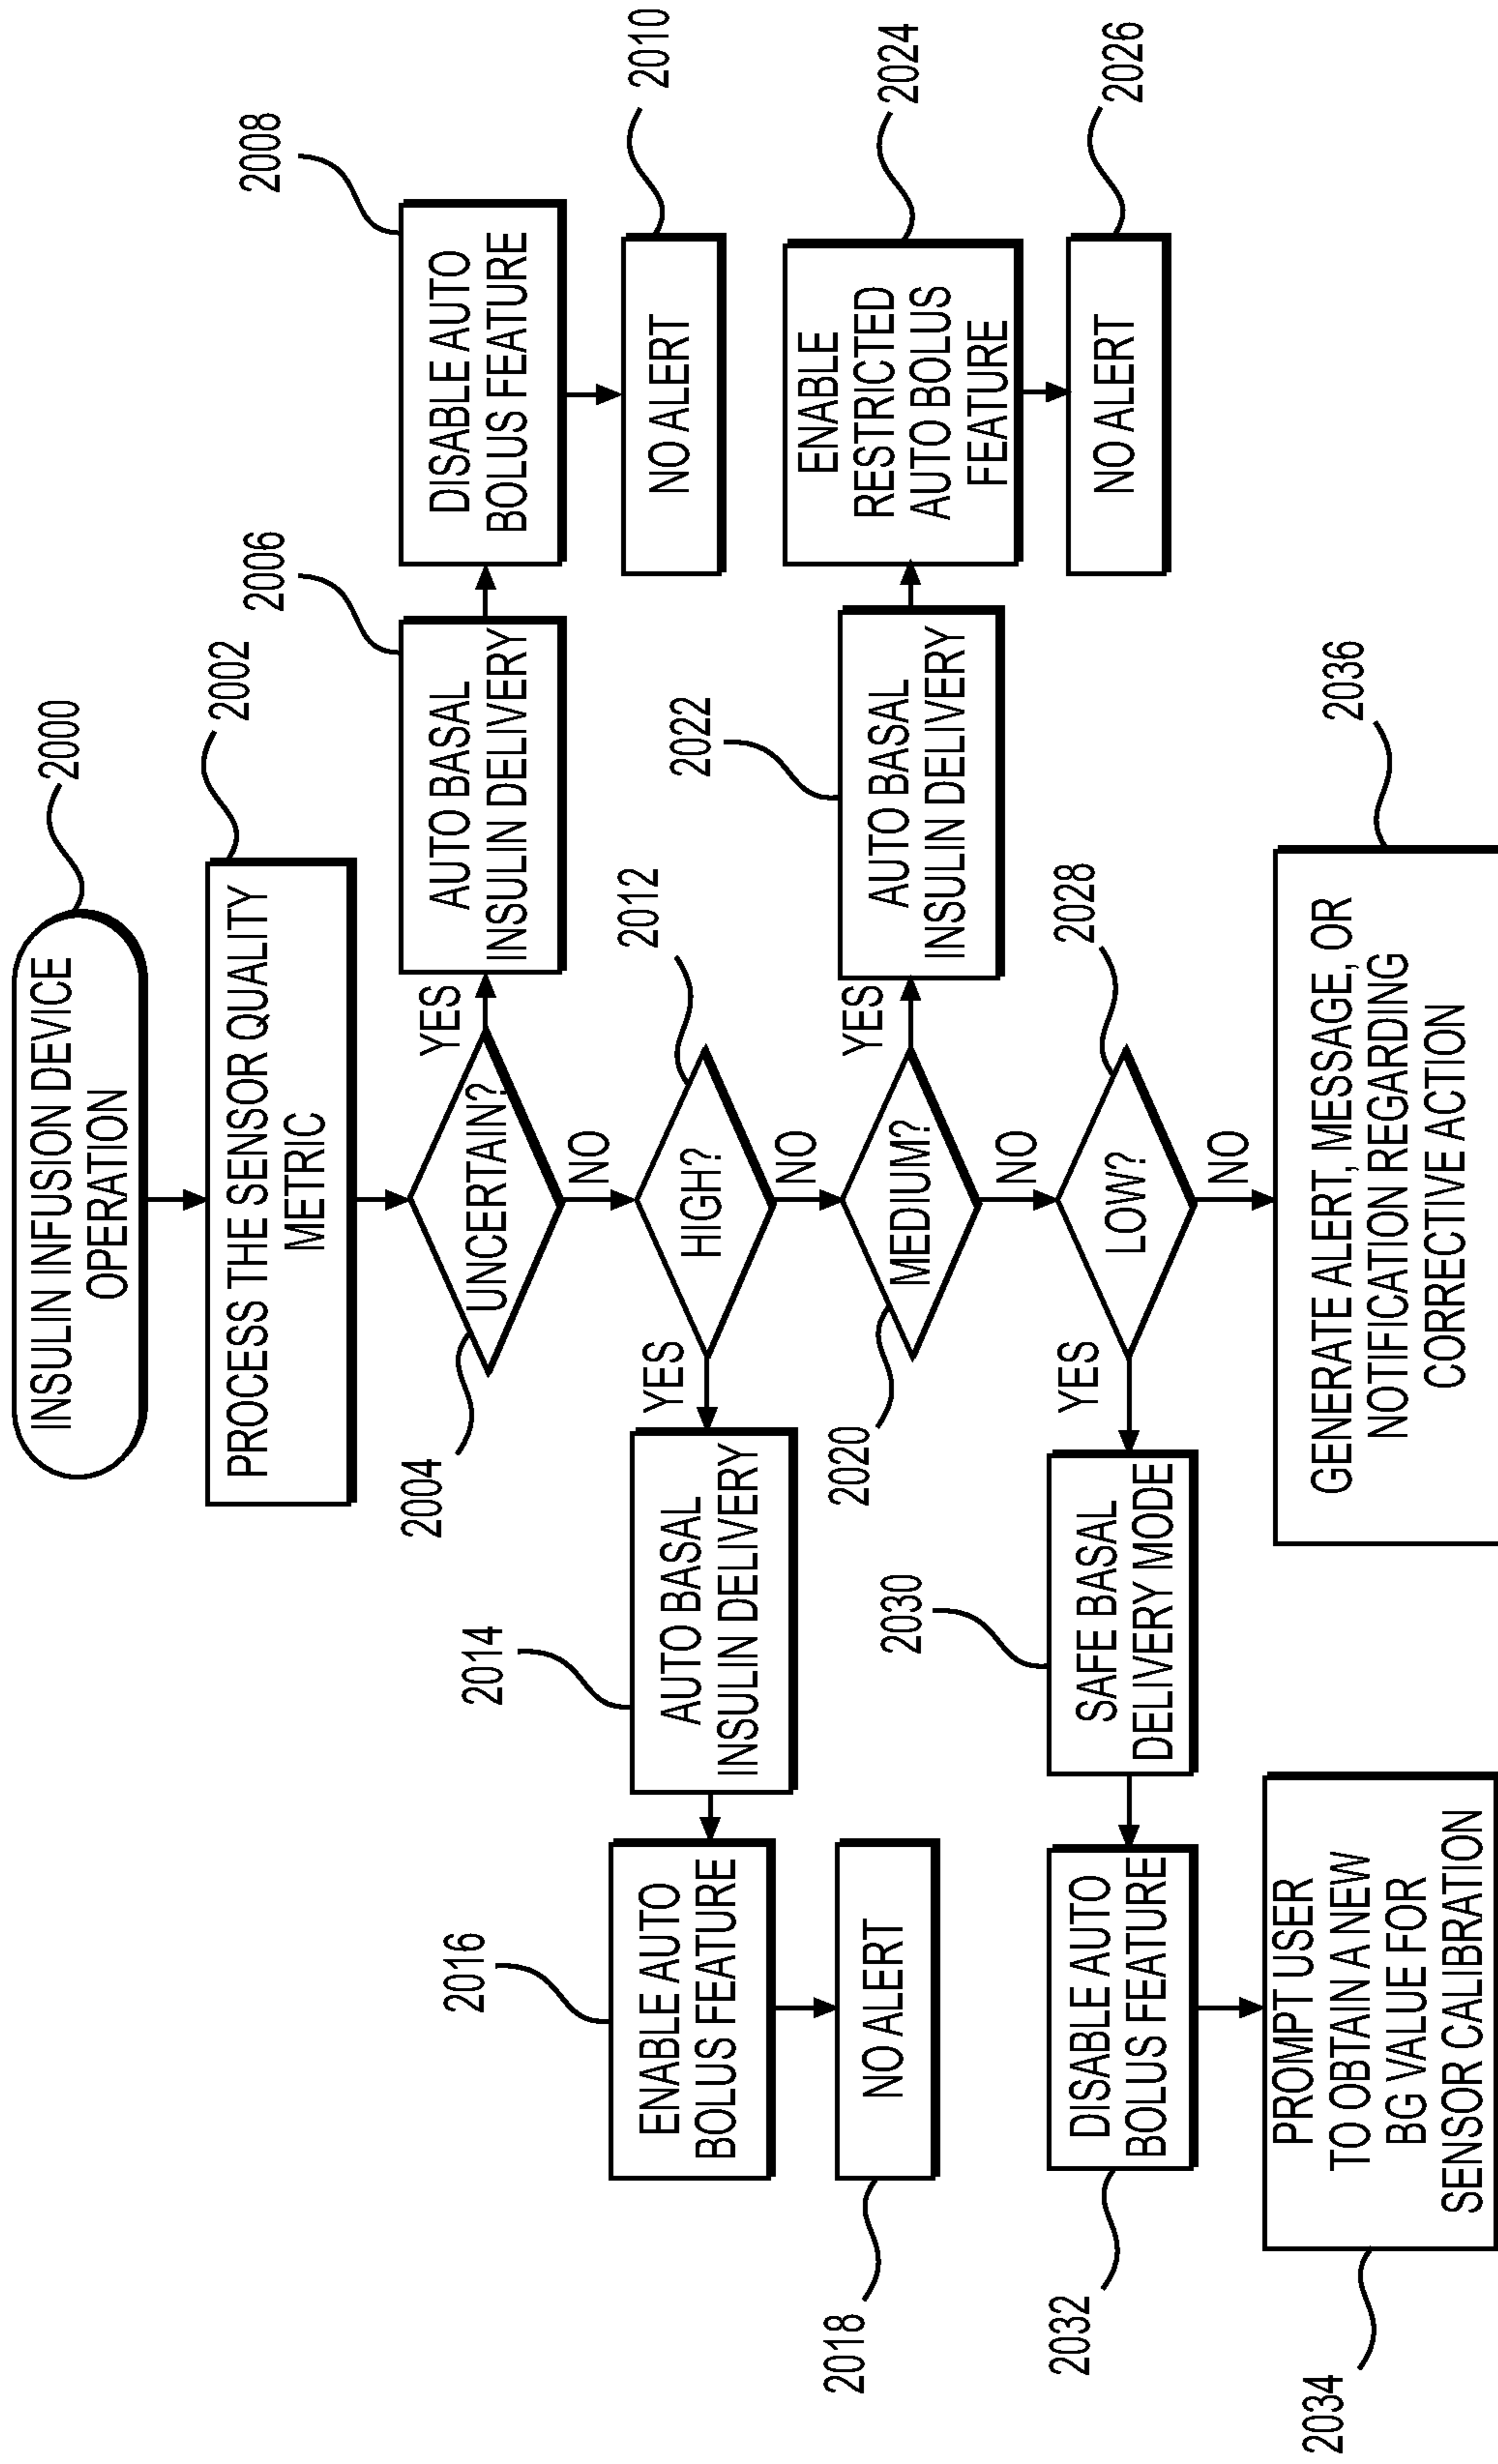 INSULIN INFUSION DEVICE
OPERATION
2000
PROCESS THE SENSOR QUALITY
METRIC
2002
UNCERTAIN?
2004
YES
AUTO BASAL
INSULIN DELIVERY
2006
DISABLE AUTO
BOLUS FEATURE
2008
NO ALERT
2010
NO
HIGH?
2012
YES
AUTO BASAL
INSULIN DELIVERY
2014
ENABLE AUTO
BOLUS FEATURE
2016
NO ALERT
2018
NO
MEDIUM?
2020
YES
AUTO BASAL
INSULIN DELIVERY
2022
ENABLE
RESTRICTED
AUTO BOLUS
FEATURE
2024
NO ALERT
2026
NO
LOW?
2028
YES
SAFE BASAL
DELIVERY MODE
2030
DISABLE AUTO
BOLUS FEATURE
2032
PROMPT USER
TO OBTAIN A NEW
BG VALUE FOR
SENSOR CALIBRATION
2034
NO
GENERATE ALERT, MESSAGE, OR
NOTIFICATION REGARDING
CORRECTIVE ACTION
2036